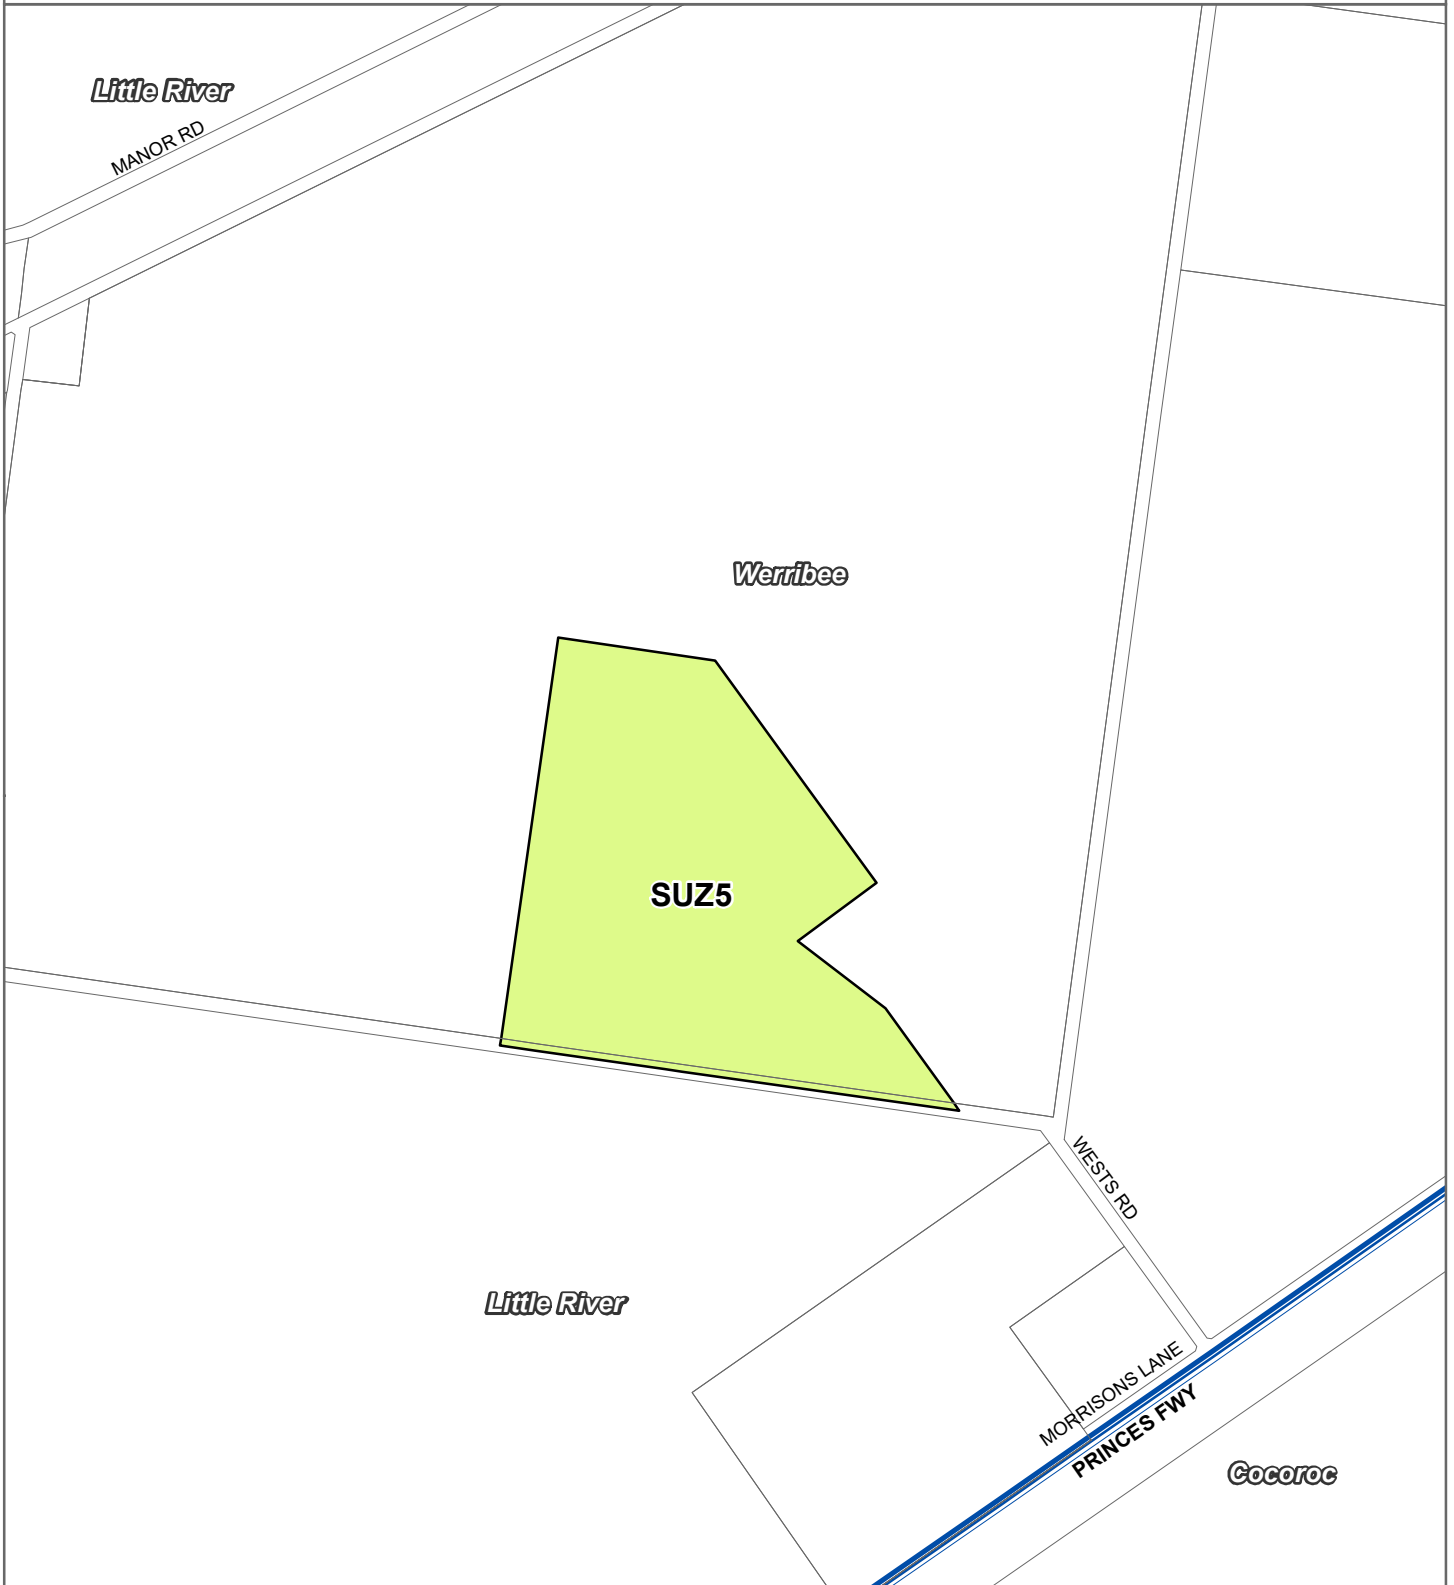 Little River
MANOR RD
Werribee
SUZ5
WESTS RD
Little River
MORRISONS LANE
PRINCES FWY
Cocoroc